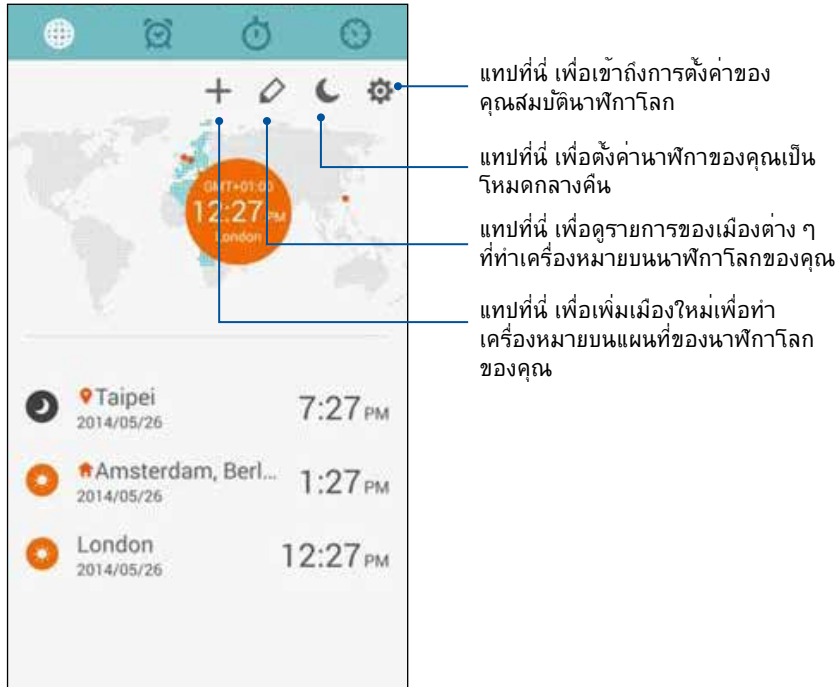 แทปที่นี่ เพื่อเข้าถึงการตั้งค่าของ
คุณสมบัตินาฬิกาโลก
แทปที่นี่ เพื่อตั้งค่านาฬิกาของคุณเป็น
โหมดกลางคืน
แทปที่นี่ เพื่อดูรายการของเมืองต่าง ๆ
ที่ทำเครื่องหมายบนนาฬิกาโลกของคุณ
แทปที่นี่ เพื่อเพิ่มเมืองใหม่เพื่อทำ
เครื่องหมายบนแผนที่ของนาฬิกาโลก
ของคุณ
GMT+01:00
12:27 PM
London
Taipei
2014/05/26
7:27 PM
Amsterdam, Berl...
2014/05/26
1:27 PM
London
2014/05/26
12:27 PM